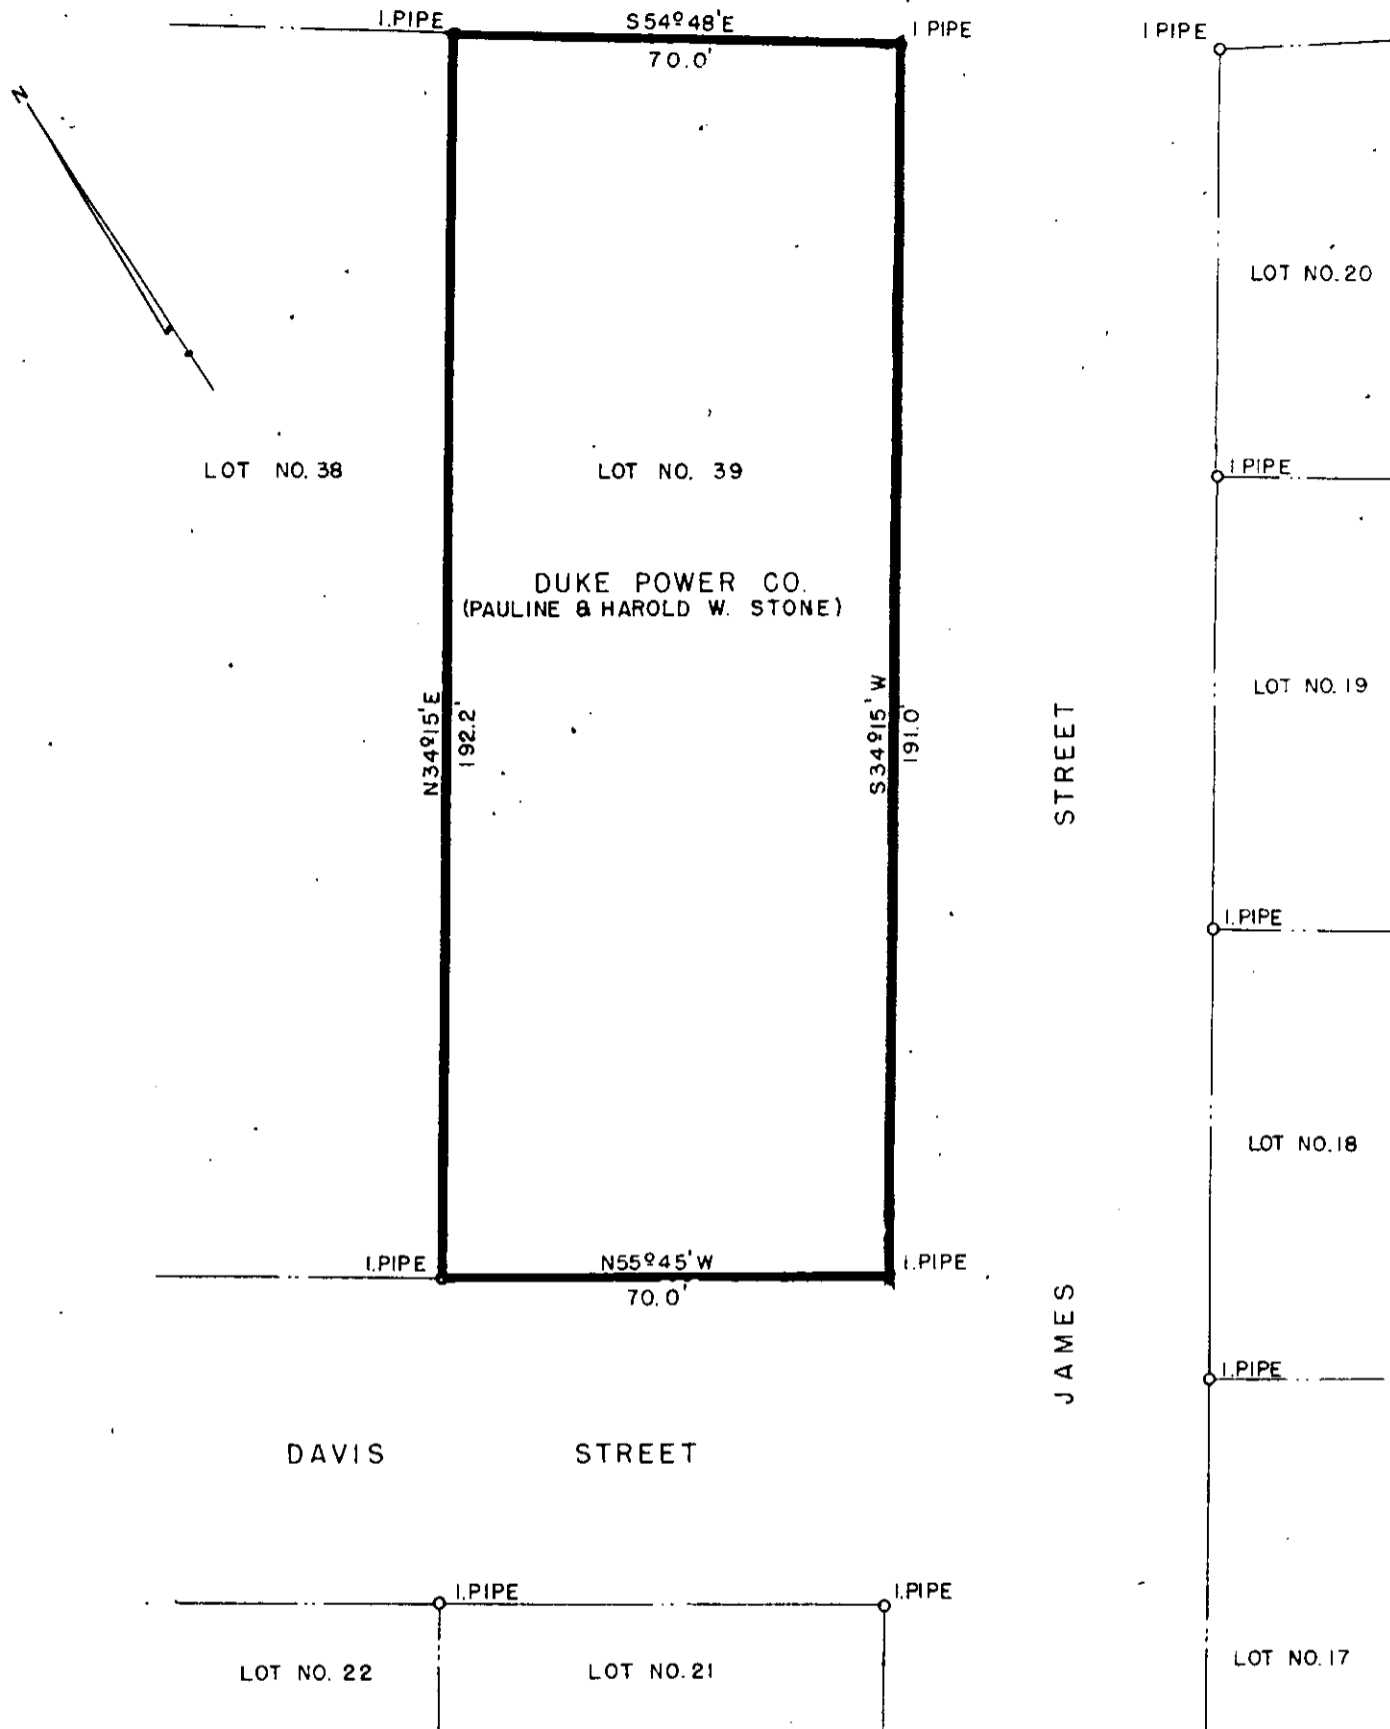 I.PIPE
S54º48'E
70.0'
I PIPE
I PIPE
N
LOT NO. 20
LOT NO. 38
LOT NO. 39
I PIPE
DUKE POWER CO.
(PAULINE & HAROLD W. STONE)
N34º15'E
192.2'
S34º15'W
191.0'
STREET
LOT NO. 19
I.PIPE
LOT NO. 18
I.PIPE
N55º45'W
70.0'
I.PIPE
JAMES
I.PIPE
DAVIS STREET
I.PIPE
I.PIPE
LOT NO. 22
LOT NO. 21
LOT NO. 17